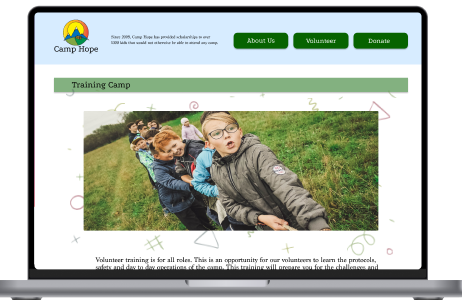 Since 2009, Camp Hope has provided scholarships to over
5000 kids that would not otherwise be able to attend any camp.
About Us
Volunteer
Donate
Camp Hope
Training Camp
Volunteer training is for all roles. This is an opportunity for our volunteers to learn the protocols,
safety and day to day operations of the camp. This training will prepare you for the challenges and